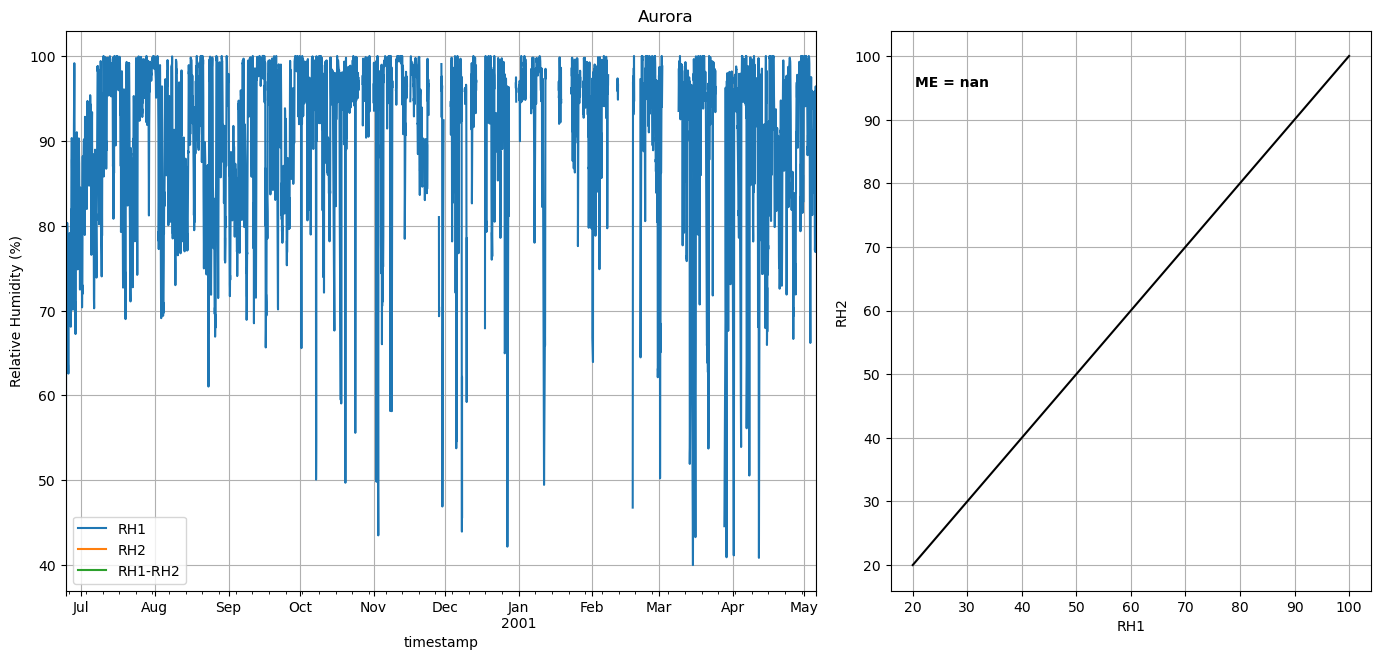 Aurora
Relative Humidity (%)
100
90
80
70
60
50
40
RH1
RH2
RH1-RH2
Jul
Aug
Sep
Oct
Nov
Dec
Jan
2001
Feb
Mar
Apr
May
timestamp
ME = nan
RH2
100
90
80
70
60
50
40
30
20
20
30
40
50
60
70
80
90
100
RH1